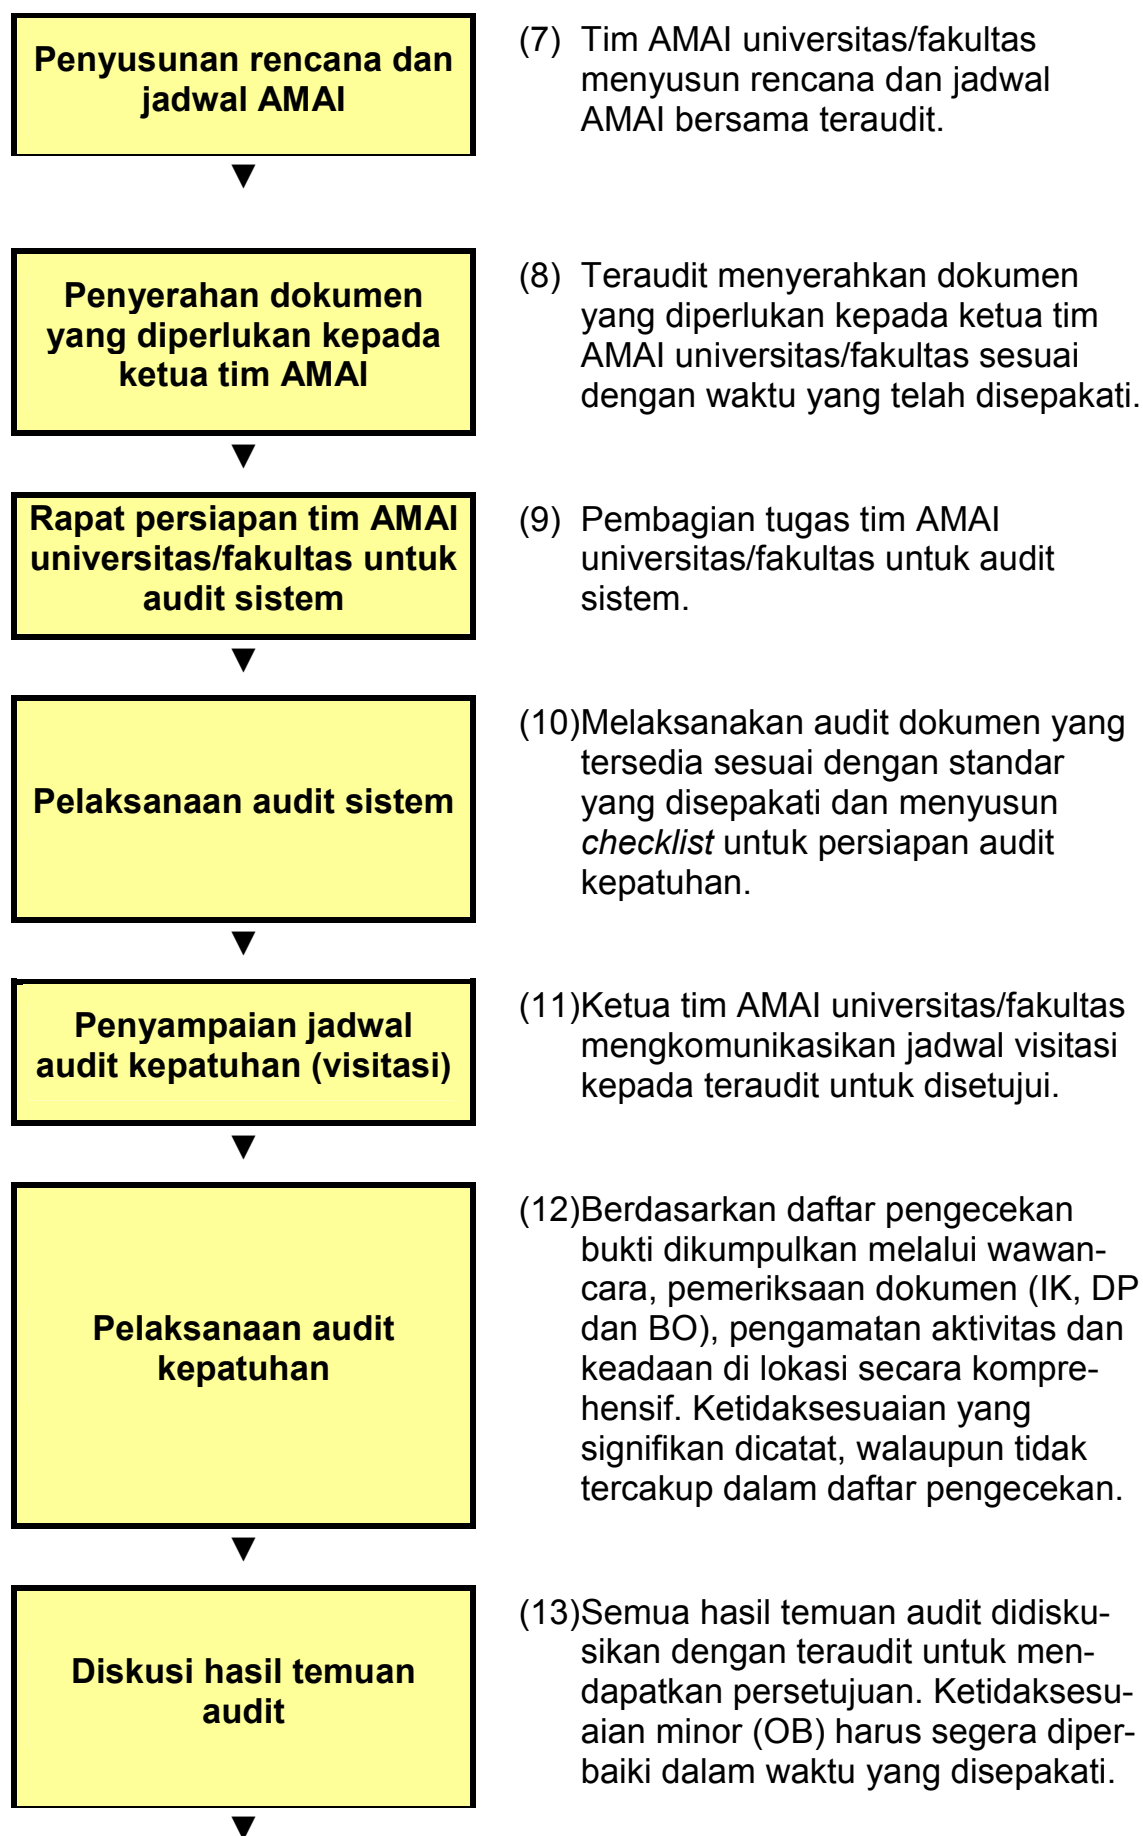 Penyusunan rencana dan
jadwal AMAI
(7) Tim AMAI universitas/fakultas
menyusun rencana dan jadwal
AMAI bersama teraudit.
▼
Penyerahan dokumen
yang diperlukan kepada
ketua tim AMAI
(8) Teraudit menyerahkan dokumen
yang diperlukan kepada ketua tim
AMAI universitas/fakultas sesuai
dengan waktu yang telah disepakati.
▼
Rapat persiapan tim AMAI
universitas/fakultas untuk
audit sistem
(9) Pembagian tugas tim AMAI
universitas/fakultas untuk audit
sistem.
▼
Pelaksanaan audit sistem
(10)Melaksanakan audit dokumen yang
tersedia sesuai dengan standar
yang disepakati dan menyusun
checklist untuk persiapan audit
kepatuhan.
▼
Penyampaian jadwal
audit kepatuhan (visitasi)
(11)Ketua tim AMAI universitas/fakultas
mengkomunikasikan jadwal visitasi
kepada teraudit untuk disetujui.
▼
Pelaksanaan audit
kepatuhan
(12)Berdasarkan daftar pengecekan
bukti dikumpulkan melalui wawan-
cara, pemeriksaan dokumen (IK, DP
dan BO), pengamatan aktivitas dan
keadaan di lokasi secara kompre-
hensif. Ketidaksesuaian yang
signifikan dicatat, walaupun tidak
tercakup dalam daftar pengecekan.
▼
Diskusi hasil temuan
audit
(13)Semua hasil temuan audit didisku-
sikan dengan teraudit untuk men-
dapatkan persetujuan. Ketidaksesu-
aian minor (OB) harus segera diper-
baiki dalam waktu yang disepakati.
▼